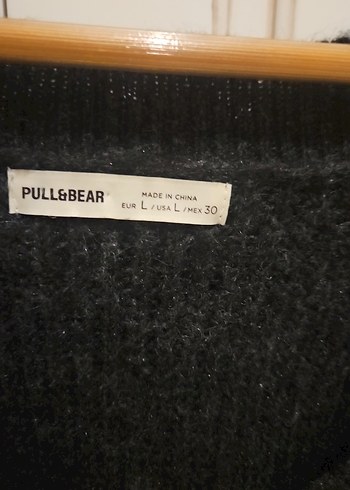 PULL&BEAR
MADE IN CHINA
EUR L / USA L / MEX 30